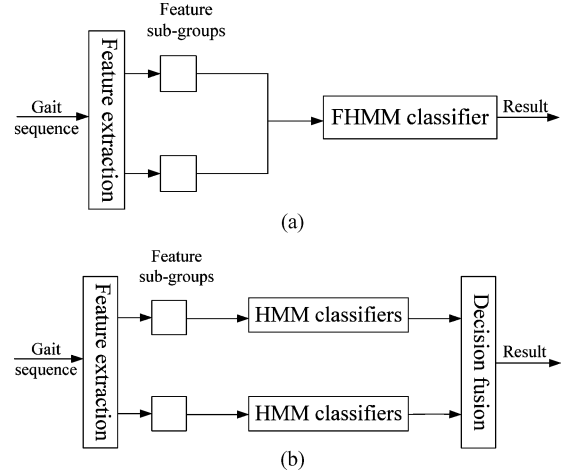 Feature
sub-groups
Feature extraction
Gait
sequence
FHMM classifier
Result
(a)
Feature
sub-groups
Feature extraction
Gait
sequence
HMM classifiers
HMM classifiers
Decision fusion
Result
(b)